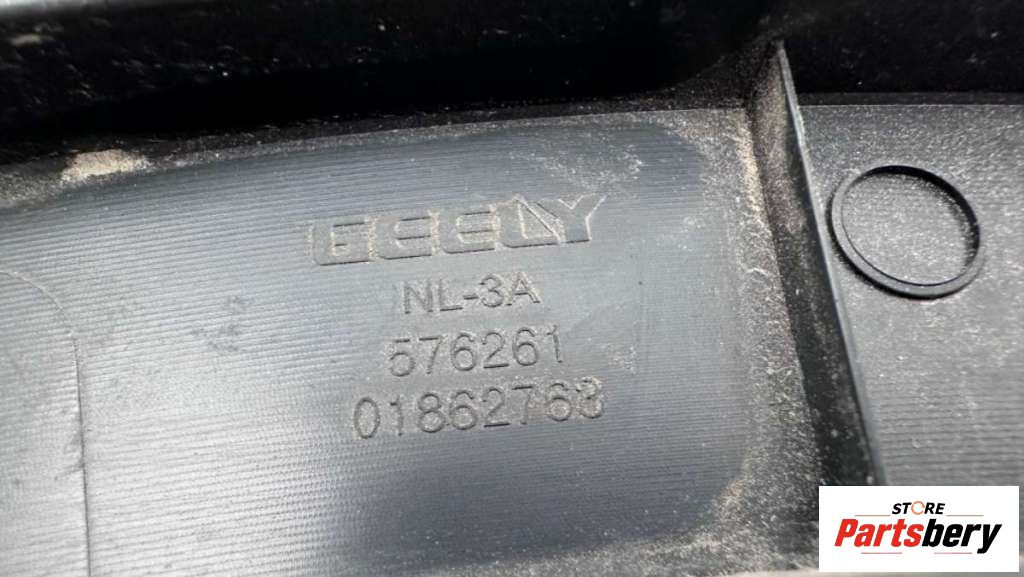 GEELY
NL-3A
576261
01862763
STORE
Partsbery